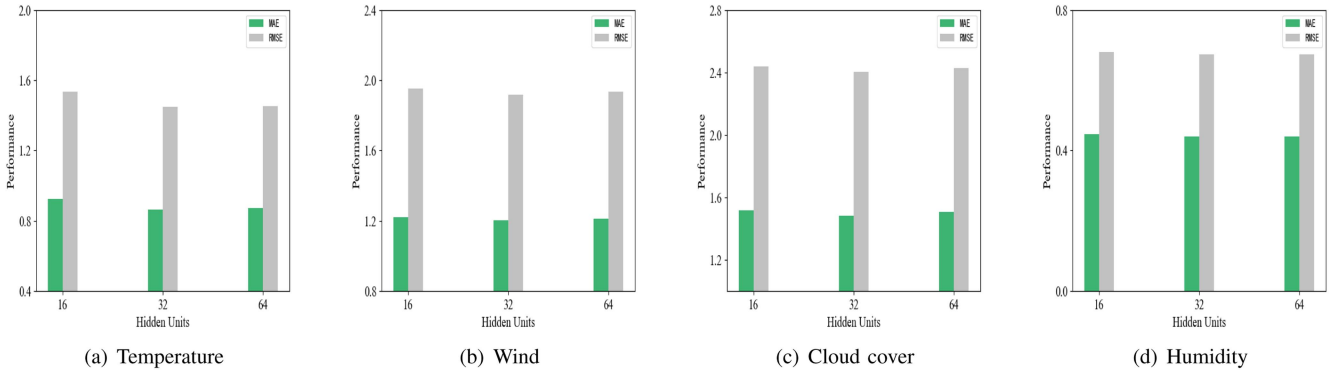 2.0
1.6
1.2
0.8
0.4
Performance
MAE
RMSE
16
32
64
Hidden Units
(a) Temperature
2.4
2.0
1.6
1.2
0.8
Performance
MAE
RMSE
16
32
64
Hidden Units
(b) Wind
2.8
2.4
2.0
1.6
1.2
Performance
MAE
RMSE
16
32
64
Hidden Units
(c) Cloud cover
0.8
0.4
0.0
Performance
MAE
RMSE
16
32
64
Hidden Units
(d) Humidity